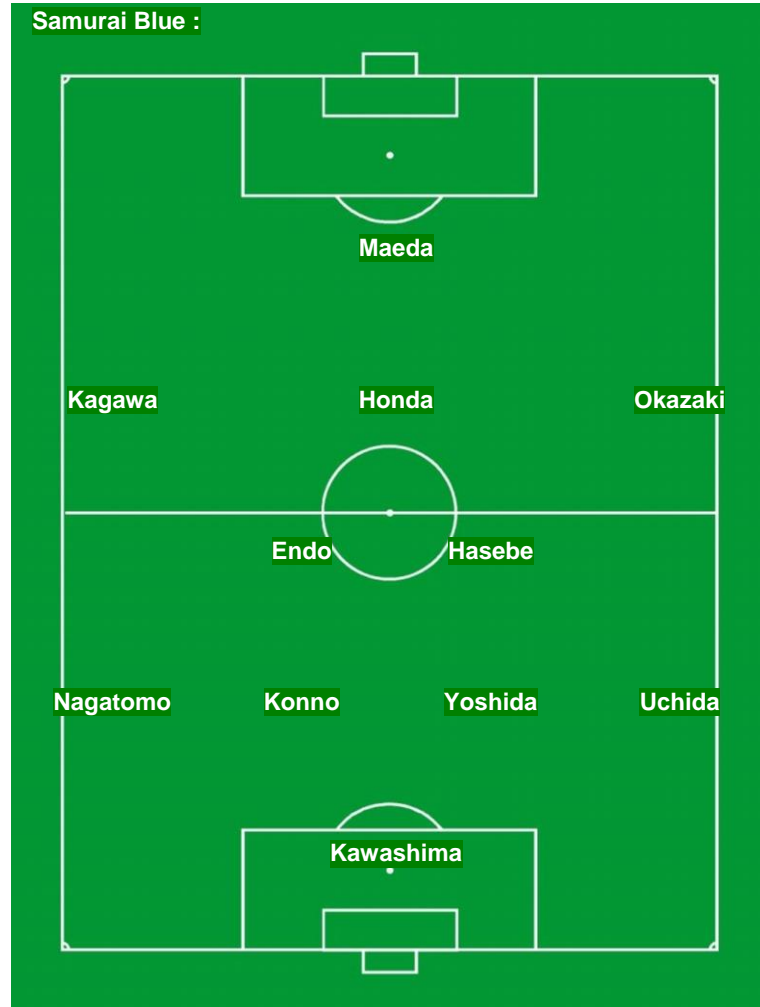 Samurai Blue :
Maeda
Kagawa Honda Okazaki
Endo Hasebe
Nagatomo Konno Yoshida Uchida
Kawashima